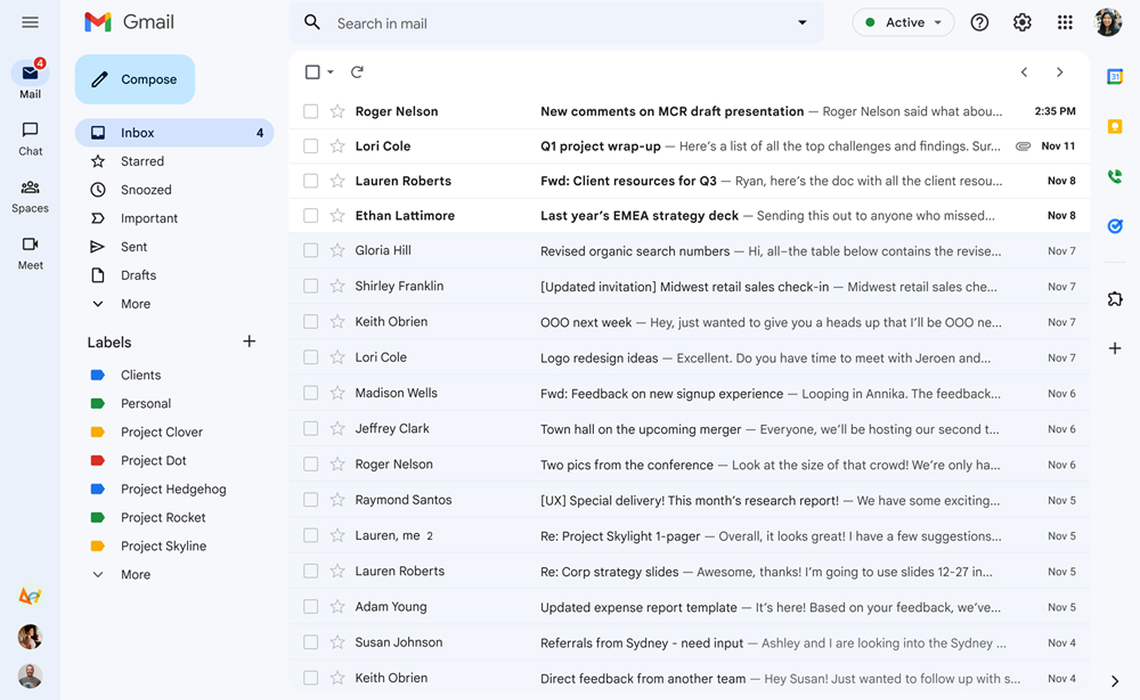 Gmail
Search in mail
Active
4
Mail
Chat
Spaces
Meet
Compose
Inbox 4
Starred
Snoozed
Important
Sent
Drafts
More
Labels
Clients
Personal
Project Clover
Project Dot
Project Hedgehog
Project Rocket
Project Skyline
More
Roger Nelson New comments on MCR draft presentation — Roger Nelson said what abou... 2:35 PM
Lori Cole Q1 project wrap-up — Here's a list of all the top challenges and findings. Sur... Nov 11
Lauren Roberts Fwd: Client resources for Q3 — Ryan, here's the doc with all the client resou... Nov 8
Ethan Lattimore Last year's EMEA strategy deck — Sending this out to anyone who missed... Nov 8
Gloria Hill Revised organic search numbers — Hi, all–the table below contains the revise... Nov 7
Shirley Franklin [Updated invitation] Midwest retail sales check-in — Midwest retail sales che... Nov 7
Keith Obrien OOO next week — Hey, just wanted to give you a heads up that I'll be OOO ne... Nov 7
Lori Cole Logo redesign ideas — Excellent. Do you have time to meet with Jeroen and... Nov 7
Madison Wells Fwd: Feedback on new signup experience — Looping in Annika. The feedback... Nov 6
Jeffrey Clark Town hall on the upcoming merger — Everyone, we'll be hosting our second t... Nov 6
Roger Nelson Two pics from the conference — Look at the size of that crowd! We're only ha... Nov 6
Raymond Santos [UX] Special delivery! This month's research report! — We have some exciting... Nov 5
Lauren, me 2 Re: Project Skylight 1-pager — Overall, it looks great! I have a few suggestions... Nov 5
Lauren Roberts Re: Corp strategy slides — Awesome, thanks! I'm going to use slides 12-27 in... Nov 5
Adam Young Updated expense report template — It's here! Based on your feedback, we've... Nov 5
Susan Johnson Referrals from Sydney - need input — Ashley and I are looking into the Sydney ... Nov 4
Keith Obrien Direct feedback from another team — Hey Susan! Just wanted to follow up with s... Nov 4
31